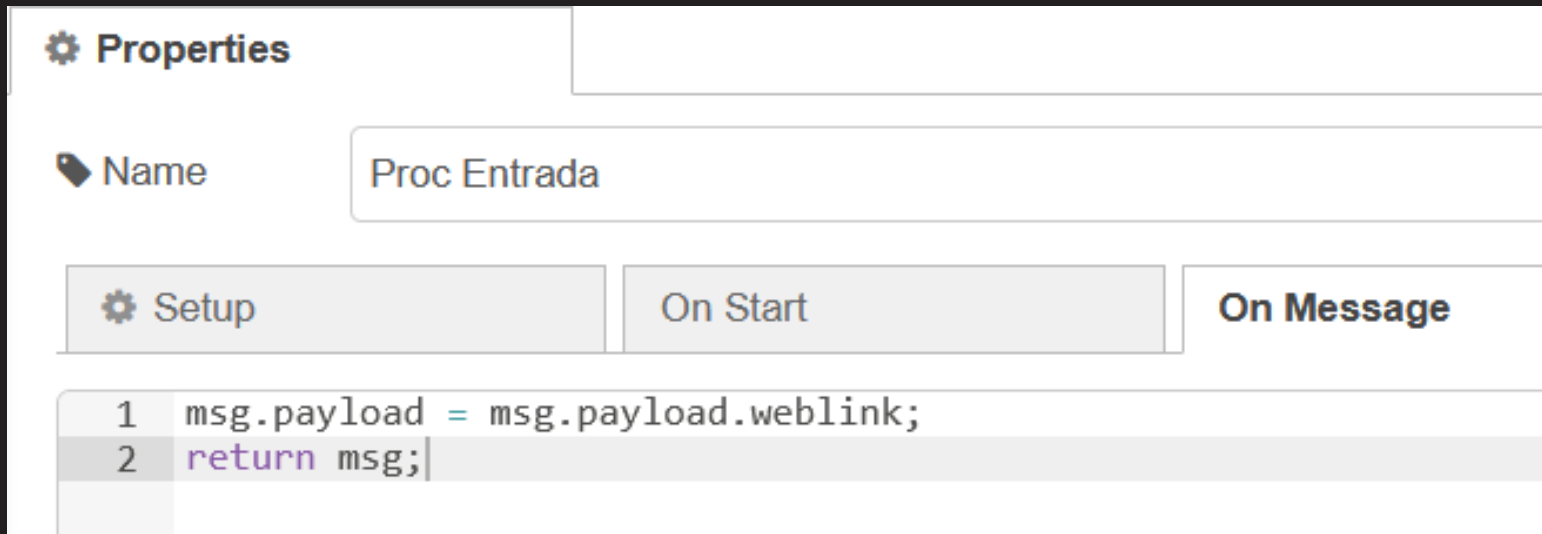 Properties
Name
Proc Entrada
Setup
On Start
On Message
1 msg.payload = msg.payload.weblink;
2 return msg;